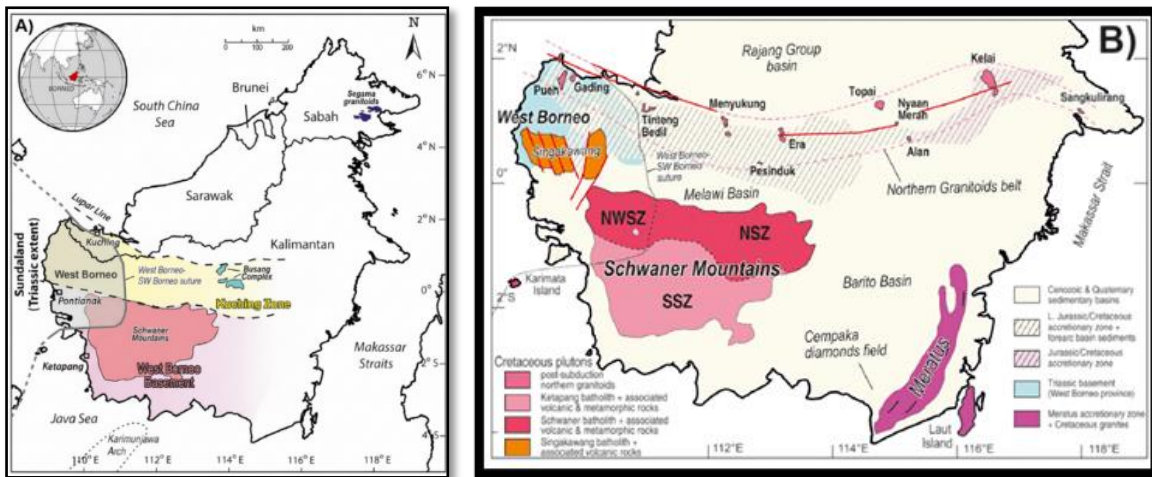 A)
N
km
0 100 200
BORNEO
South China
Sea
Brunei
Sabah
Segama
granitoids
6°N
4°N
Sarawak
Lupar Line
2°N
Kuching
Kalimantan
Sundaland
(Triassic extent)
West Borneo
West Borneo-
SW Borneo suture
Busang
Complex
0°
Pontianak
Kuching Zone
Schwaner
Mountains
Makassar
Straits
Ketapang
West Borneo
Basement
2°S
Java Sea
Karimunjawa
Arch
4°S
110°E
112°E
114°E
116°E
118°E
B)
2°N
Rajang Group
basin
Kelai
Pueh
Gading
Topai
Sangkulirang
Menyukung
Nyaan
Merah
West Borneo
Tinteng
Bedil
Era
Alan
Singakawang
West Borneo-
SW Borneo
suture
Pesinduk
0°
Melawi Basin
Northern Granitoids belt
Makassar Strait
NWSZ
NSZ
Schwaner Mountains
Karimata
Island
SSZ
2°S
Barito Basin
Cempaka
diamonds field
Meratus
Laut
Island
Cretaceous plutons
post-subduction
northern granitoids
Ketapang batholith + associated
volcanic & metamorphic rocks
Schwaner batholith + associated
volcanic & metamorphic rocks
Singakawang batholith +
associated volcanic rocks
Cenozoic & Quaternary
sedimentary basins
L. Jurassic/Cretaceous
accretionary zone +
forearc basin sediments
Jurassic/Cretaceous
accretionary zone
Triassic basement
(West Borneo province)
Meratus accretionary zone
+ Cretaceous granites
112°E
114°E
116°E
118°E